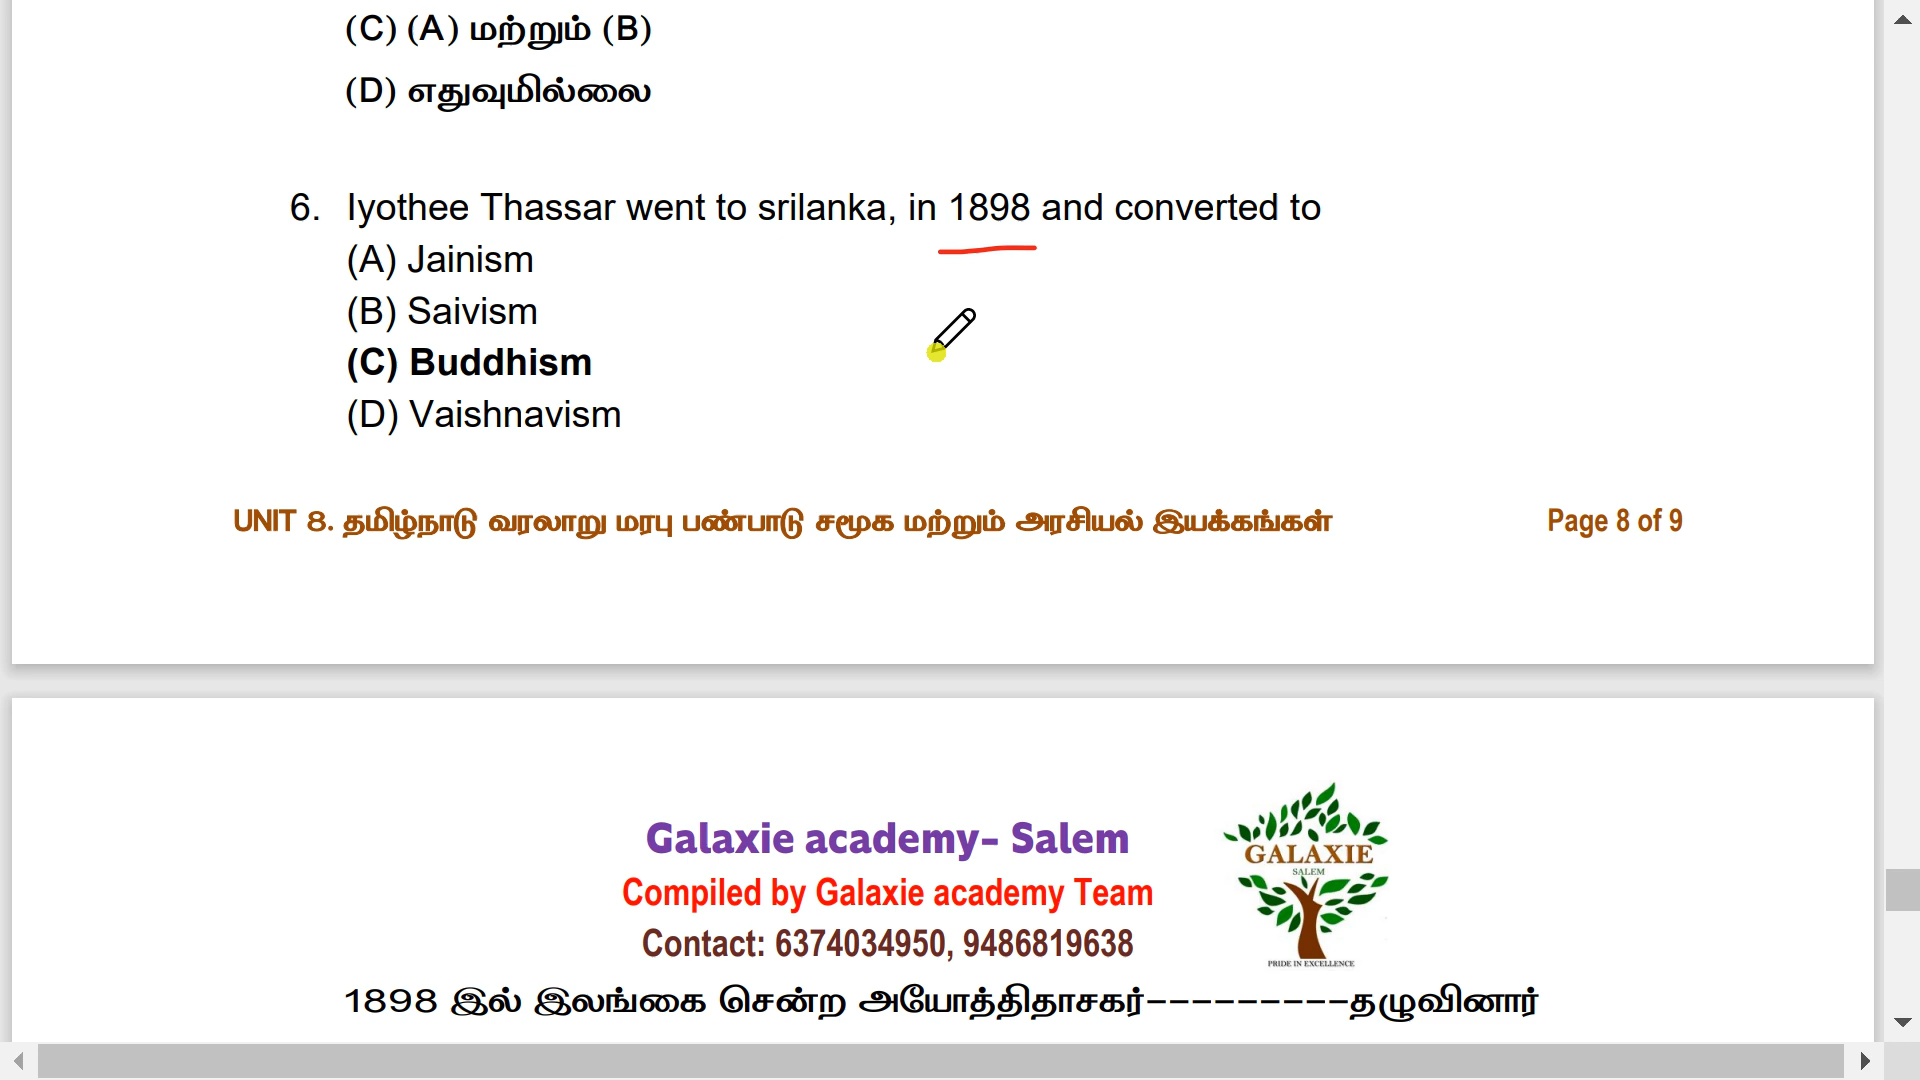 (C) (A) மற்றும் (B)
(D) எதுவுமில்லை
6. Iyothee Thassar went to srilanka, in 1898 and converted to
(A) Jainism
(B) Saivism
(C) Buddhism
(D) Vaishnavism
UNIT 8. தமிழ்நாடு வரலாறு மரபு பண்பாடு சமூக மற்றும் அரசியல் இயக்கங்கள் Page 8 of 9
Galaxie academy- Salem
Compiled by Galaxie academy Team
Contact: 6374034950, 9486819638
GALAXIE
SALEM
PRIDE IN EXCELLENCE
1898 இல் இலங்கை சென்ற அயோத்திதாசகர்---------தழுவினார்